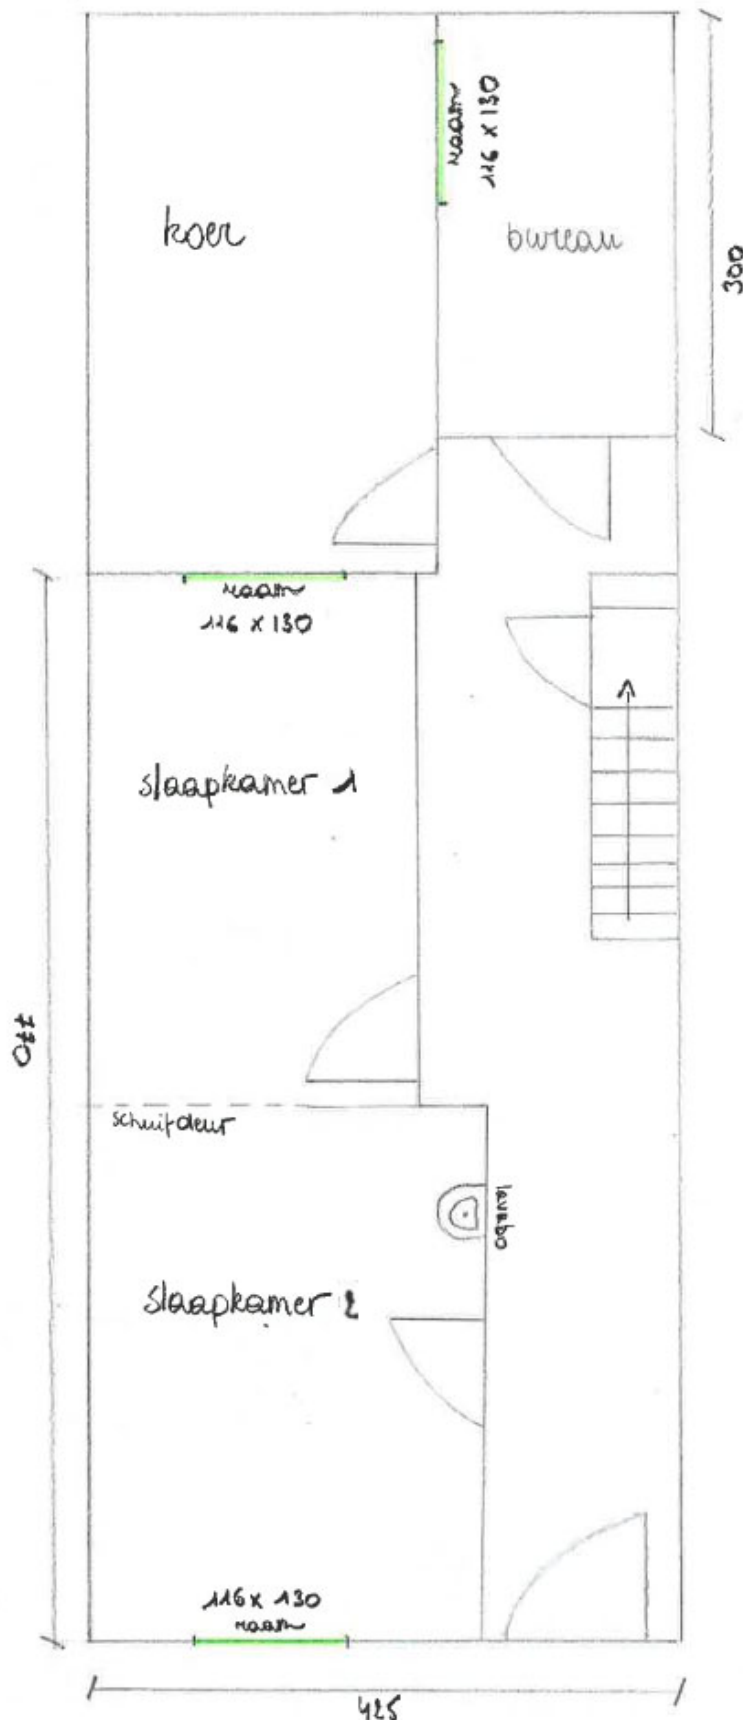 raam
116 x 130
koer
bureau
300
raam
116 x 130
slaapkamer 1
770
schuifdeur
lavabo
slaapkamer 2
116 x 130
raam
425